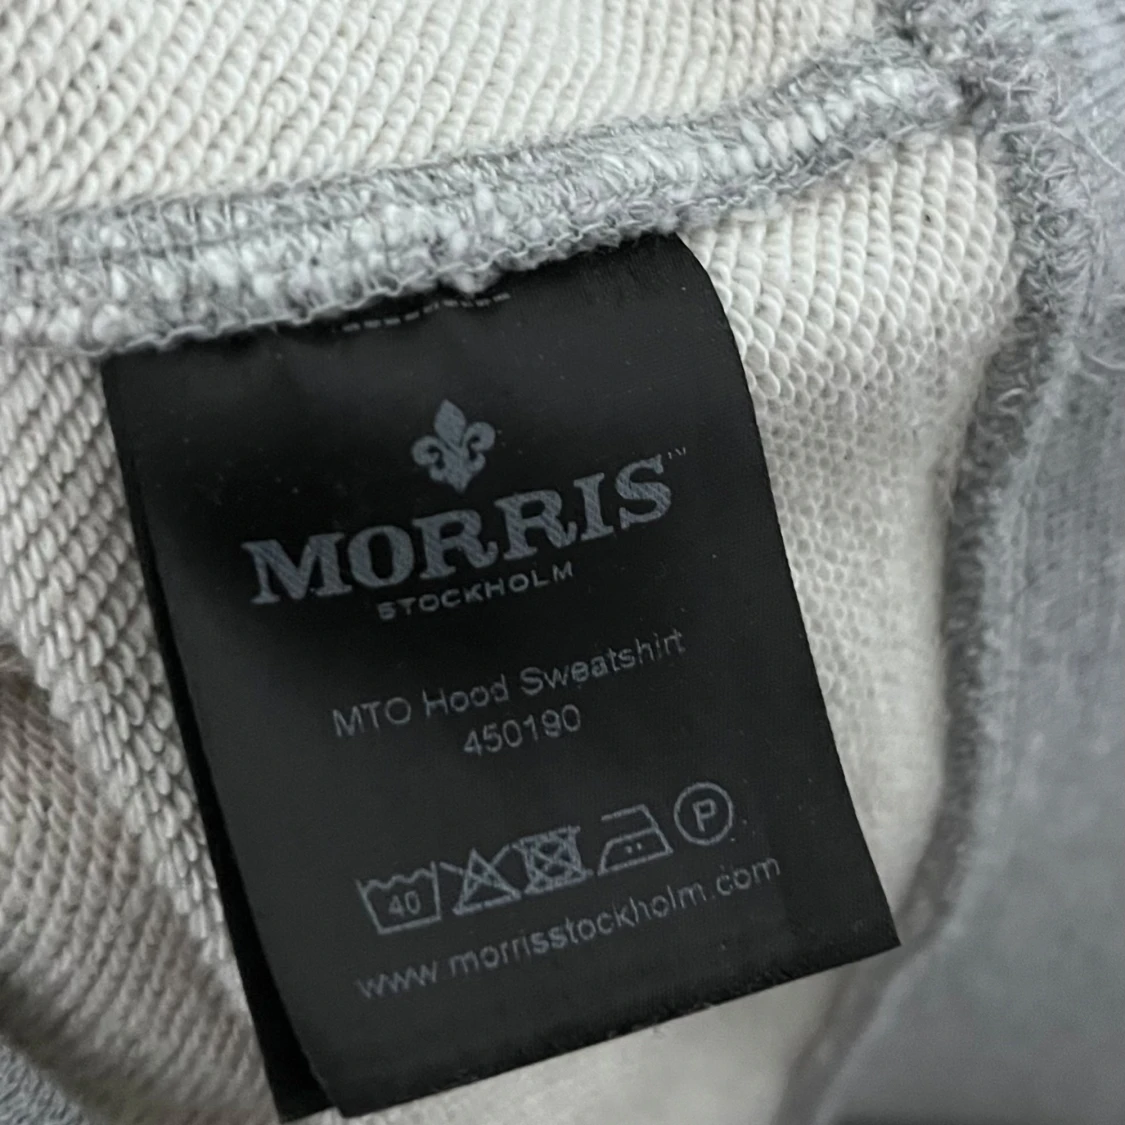 MORRIS™
STOCKHOLM
MTO Hood Sweatshirt
450190
40 P
www.morrisstockholm.com